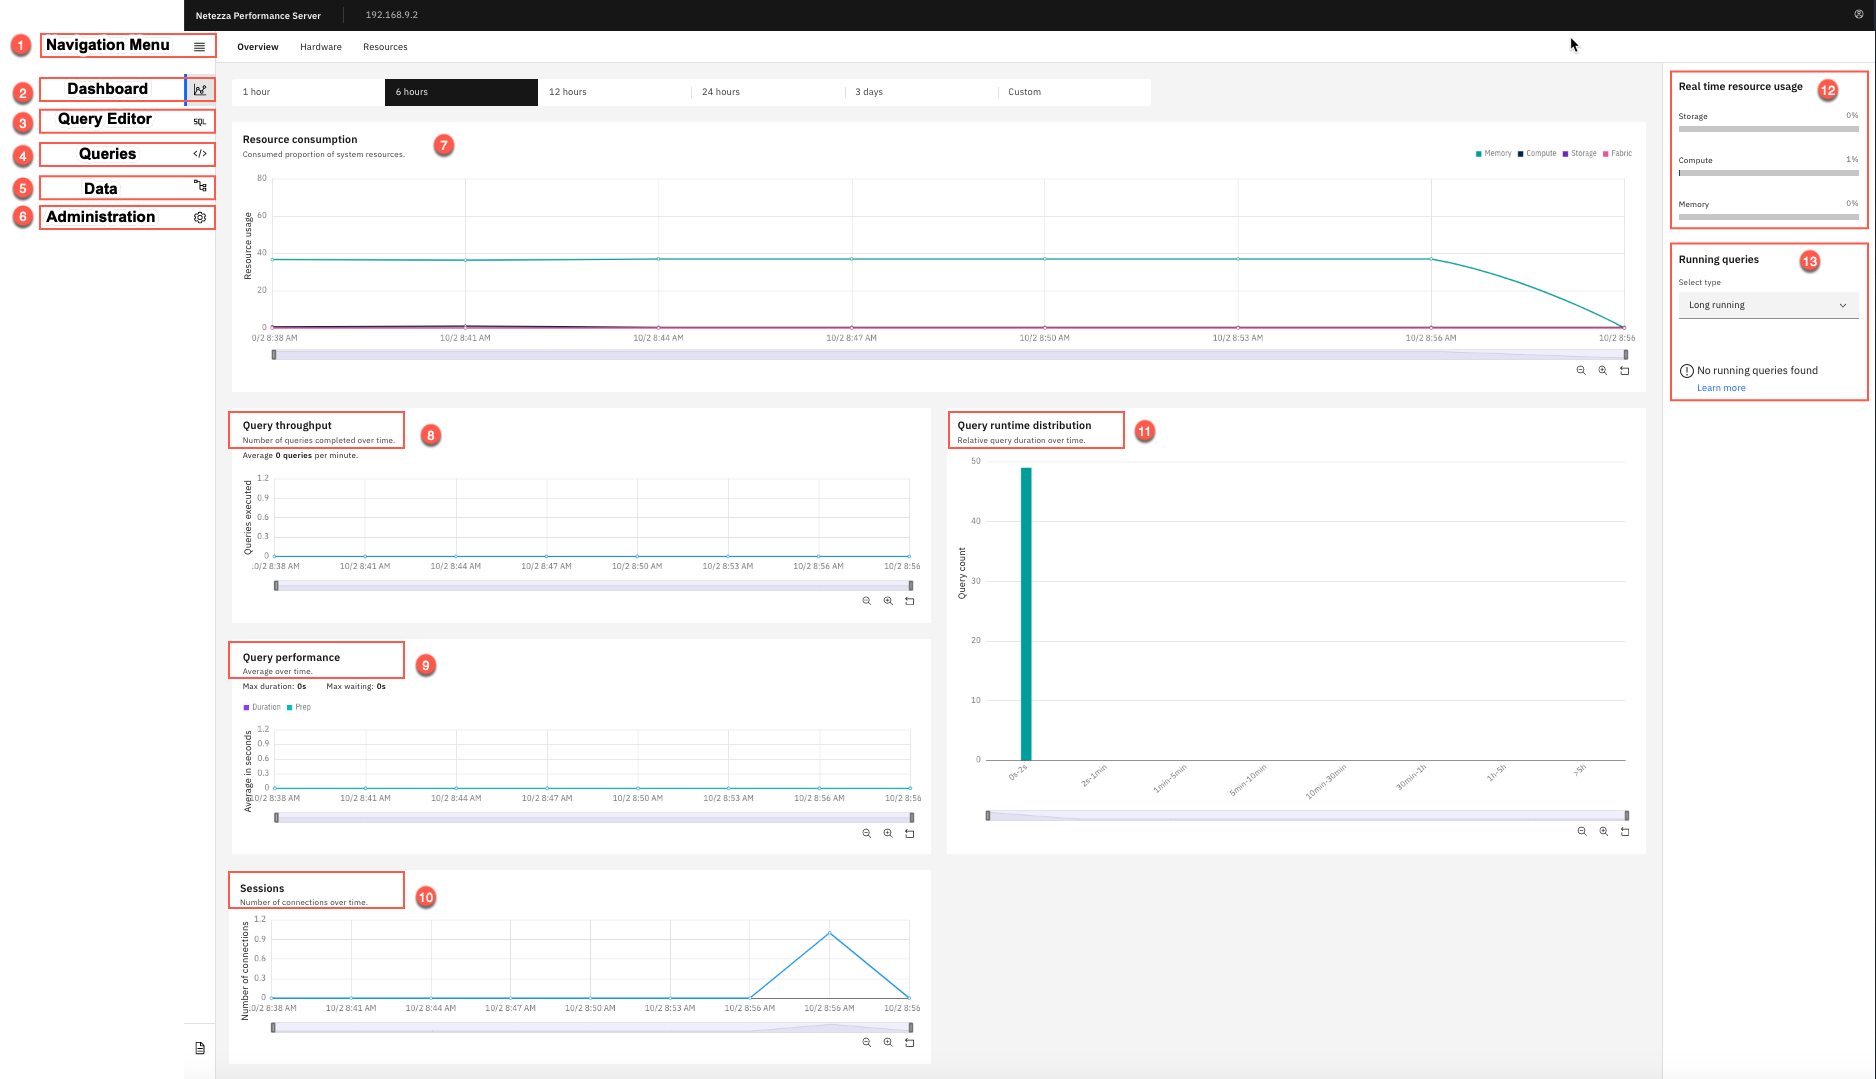 Netezza Performance Server
192.168.9.2
1 Navigation Menu
Overview Hardware Resources
2 Dashboard
3 Query Editor SQL
4 Queries </>
5 Data
6 Administration
1 hour 6 hours 12 hours 24 hours 3 days Custom
Resource consumption
7
Consumed proportion of system resources.
Memory Compute Storage Fabric
Resource usage
80
60
40
20
0
0/2 8:38 AM 10/2 8:41 AM 10/2 8:44 AM 10/2 8:47 AM 10/2 8:50 AM 10/2 8:53 AM 10/2 8:56 AM 10/2 8:56
Query throughput
Number of queries completed over time.
8
Average 0 queries per minute.
Queries executed
1.2
0.9
0.6
0.3
0
0/2 8:38 AM 10/2 8:41 AM 10/2 8:44 AM 10/2 8:47 AM 10/2 8:50 AM 10/2 8:53 AM 10/2 8:56 AM 10/2 8:56
Query performance
Average over time.
9
Max duration: 0s Max waiting: 0s
Duration Prep
Average in seconds
1.2
0.9
0.6
0.3
0
10/2 8:38 AM 10/2 8:41 AM 10/2 8:44 AM 10/2 8:47 AM 10/2 8:50 AM 10/2 8:53 AM 10/2 8:56 AM 10/2 8:56
Sessions
Number of connections over time.
10
Number of connections
1.2
0.9
0.6
0.3
0
0/2 8:38 AM 10/2 8:41 AM 10/2 8:44 AM 10/2 8:47 AM 10/2 8:50 AM 10/2 8:53 AM 10/2 8:56 AM 10/2 8:56 AM 10/2 8:56
Query runtime distribution
Relative query duration over time.
11
Query count
50
40
30
20
10
0
0s-2s 2s-1min 1min-5min 5min-10min 10min-30min 30min-1h 1h-5h >5h
Real time resource usage
12
Storage 0%
Compute 1%
Memory 0%
Running queries
13
Select type
Long running
No running queries found
Learn more